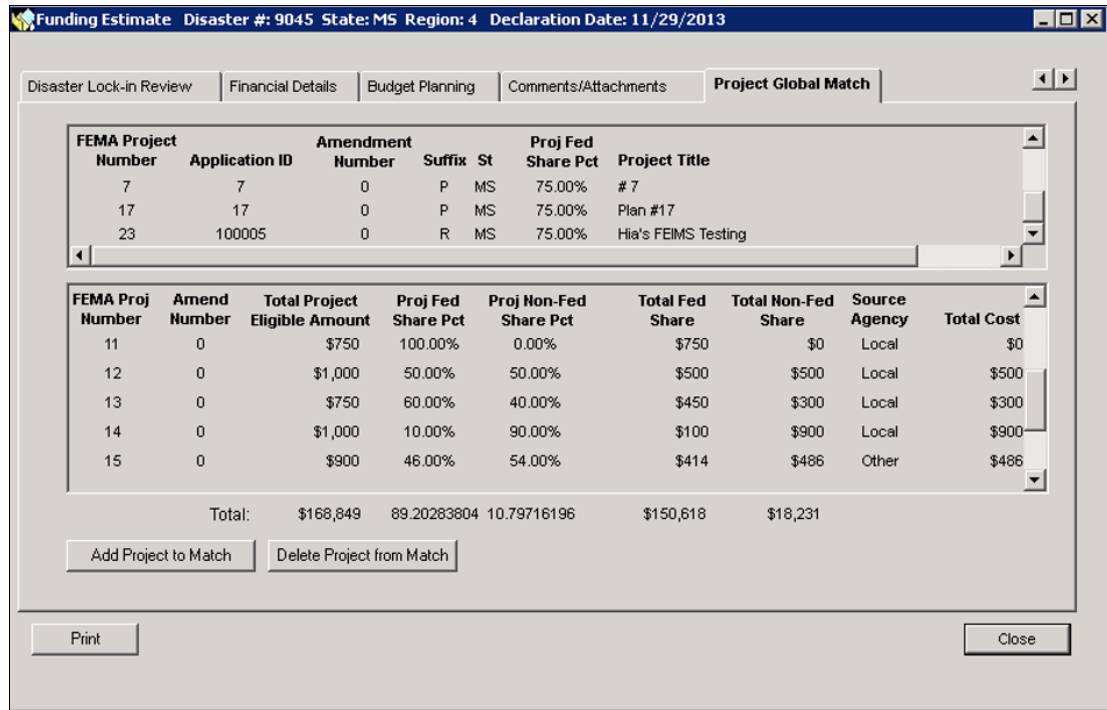 Funding Estimate Disaster #: 9045 State: MS Region: 4 Declaration Date: 11/29/2013
Disaster Lock-in Review Financial Details Budget Planning Comments/Attachments Project Global Match
FEMA Project Amendment Proj Fed
Number Application ID Number Suffix St Share Pct Project Title
7 7 0 P MS 75.00% # 7
17 17 0 P MS 75.00% Plan #17
23 100005 0 R MS 75.00% Hia's FEIMS Testing
FEMA Proj Amend Total Project Proj Fed Proj Non-Fed Total Fed Total Non-Fed Source
Number Number Eligible Amount Share Pct Share Pct Share Share Agency Total Cost
11 0 $750 100.00% 0.00% $750 $0 Local $0
12 0 $1,000 50.00% 50.00% $500 $500 Local $500
13 0 $750 60.00% 40.00% $450 $300 Local $300
14 0 $1,000 10.00% 90.00% $100 $900 Local $900
15 0 $900 46.00% 54.00% $414 $486 Other $486
Total: $168,849 89.20283804 10.79716196 $150,618 $18,231
Add Project to Match Delete Project from Match
Print Close